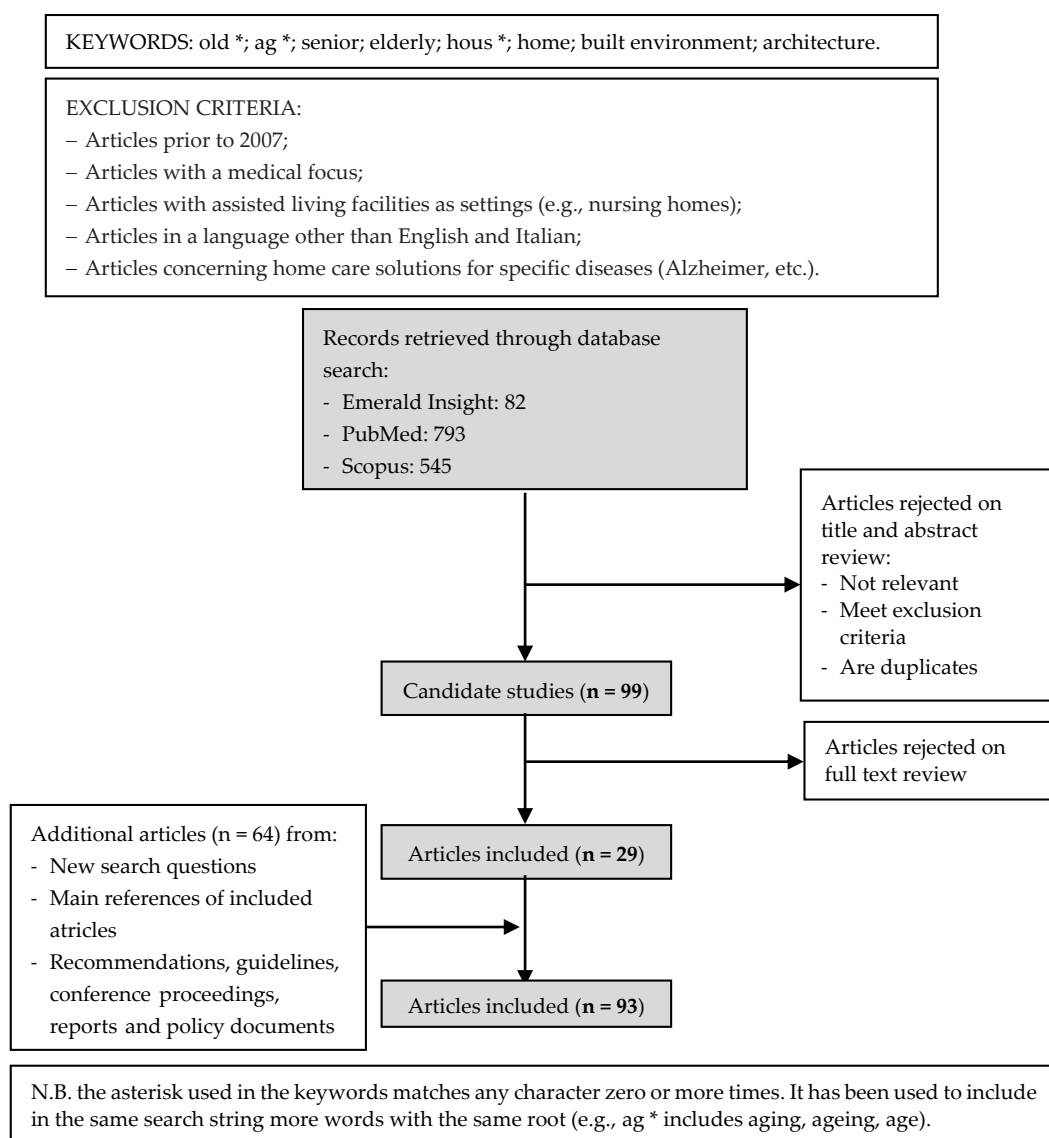 KEYWORDS: old *; ag *; senior; elderly; hous *; home; built environment; architecture.
EXCLUSION CRITERIA:
– Articles prior to 2007;
– Articles with a medical focus;
– Articles with assisted living facilities as settings (e.g., nursing homes);
– Articles in a language other than English and Italian;
– Articles concerning home care solutions for specific diseases (Alzheimer, etc.).
Records retrieved through database
search:
- Emerald Insight: 82
- PubMed: 793
- Scopus: 545
Articles rejected on
title and abstract
review:
- Not relevant
- Meet exclusion
criteria
- Are duplicates
Candidate studies (n = 99)
Articles rejected on
full text review
Additional articles (n = 64) from:
- New search questions
- Main references of included
atricles
- Recommendations, guidelines,
conference proceedings,
reports and policy documents
Articles included (n = 29)
Articles included (n = 93)
N.B. the asterisk used in the keywords matches any character zero or more times. It has been used to include
in the same search string more words with the same root (e.g., ag * includes aging, ageing, age).